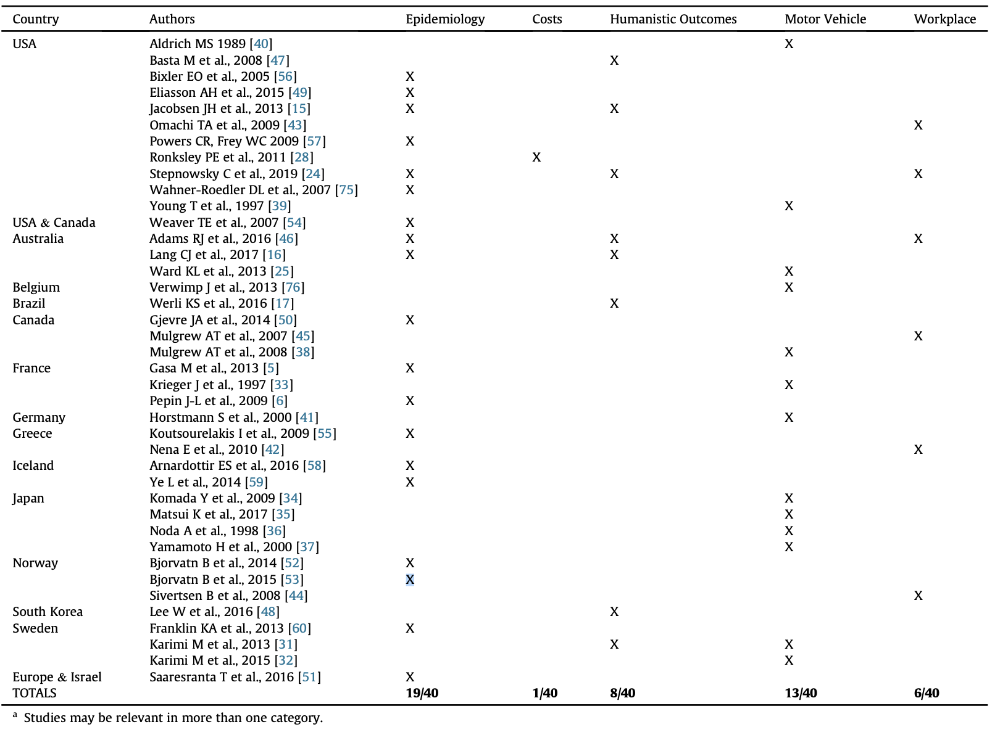 Country Authors Epidemiology Costs Humanistic Outcomes Motor Vehicle Workplace
USA Aldrich MS 1989 [40] X
Basta M et al., 2008 [47] X
Bixler EO et al., 2005 [56] X
Eliasson AH et al., 2015 [49] X
Jacobsen JH et al., 2013 [15] X X
Omachi TA et al., 2009 [43] X
Powers CR, Frey WC 2009 [57] X
Ronksley PE et al., 2011 [28] X
Stepnowsky C et al., 2019 [24] X X X
Wahner-Roedler DL et al., 2007 [75] X
Young T et al., 1997 [39] X
USA & Canada Weaver TE et al., 2007 [54] X
Australia Adams RJ et al., 2016 [46] X X X
Lang CJ et al., 2017 [16] X X
Ward KL et al., 2013 [25] X
Belgium Verwimp J et al., 2013 [76] X
Brazil Werli KS et al., 2016 [17] X
Canada Gjevre JA et al., 2014 [50] X
Mulgrew AT et al., 2007 [45] X
Mulgrew AT et al., 2008 [38] X
France Gasa M et al., 2013 [5] X
Krieger J et al., 1997 [33] X
Pepin J-L et al., 2009 [6] X
Germany Horstmann S et al., 2000 [41] X
Greece Koutsourelakis I et al., 2009 [55] X
Nena E et al., 2010 [42] X
Iceland Arnardottir ES et al., 2016 [58] X
Ye L et al., 2014 [59] X
Japan Komada Y et al., 2009 [34] X
Matsui K et al., 2017 [35] X
Noda A et al., 1998 [36] X
Yamamoto H et al., 2000 [37] X
Norway Bjorvatn B et al., 2014 [52] X
Bjorvatn B et al., 2015 [53] X
Sivertsen B et al., 2008 [44] X
South Korea Lee W et al., 2016 [48] X
Sweden Franklin KA et al., 2013 [60] X
Karimi M et al., 2013 [31] X X
Karimi M et al., 2015 [32] X
Europe & Israel Saaresranta T et al., 2016 [51] X
TOTALS 19/40 1/40 8/40 13/40 6/40
a Studies may be relevant in more than one category.